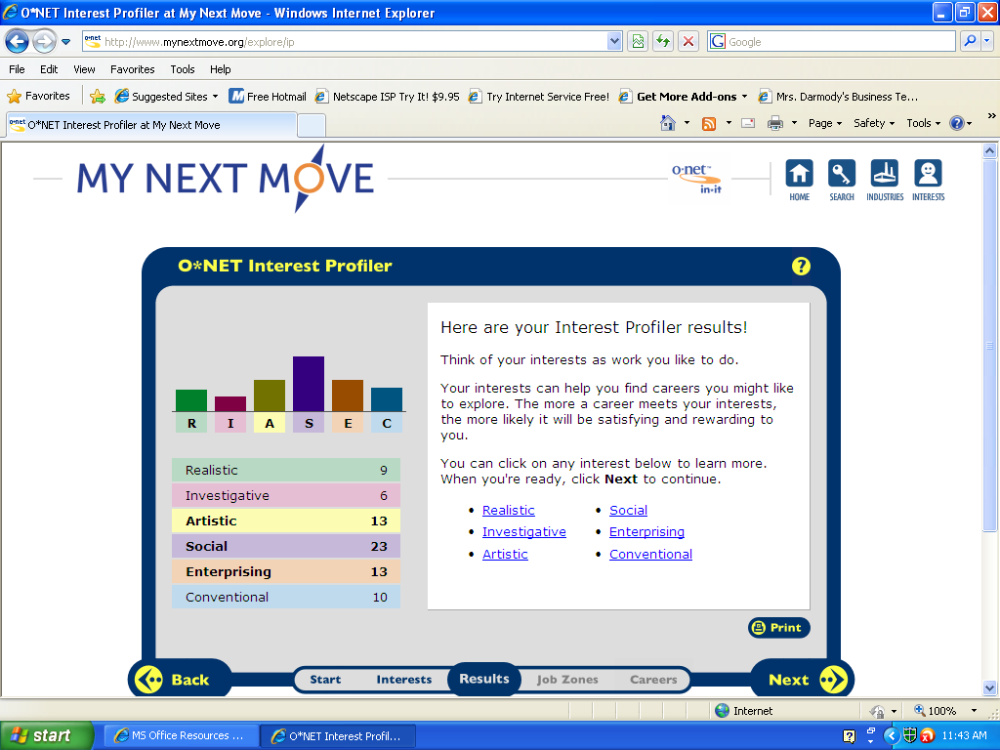 O*NET Interest Profiler at My Next Move - Windows Internet Explorer
o·net http://www.mynextmove.org/explore/ip Google
File Edit View Favorites Tools Help
Favorites Suggested Sites Free Hotmail Netscape ISP Try It! $9.95 Try Internet Service Free! Get More Add-ons Mrs. Darmody's Business Te...
o·net O*NET Interest Profiler at My Next Move Page Safety Tools »
MY NEXT MOVE
o·net™ in-it
HOME SEARCH INDUSTRIES INTERESTS
O*NET Interest Profiler ?
R I A S E C
Realistic 9
Investigative 6
Artistic 13
Social 23
Enterprising 13
Conventional 10
Here are your Interest Profiler results!
Think of your interests as work you like to do.
Your interests can help you find careers you might like
to explore. The more a career meets your interests,
the more likely it will be satisfying and rewarding to
you.
You can click on any interest below to learn more.
When you're ready, click Next to continue.
• Realistic • Social
• Investigative • Enterprising
• Artistic • Conventional
Print
Back Start Interests Results Job Zones Careers Next
Internet 100%
start MS Office Resources ... O*NET Interest Profil... 11:43 AM